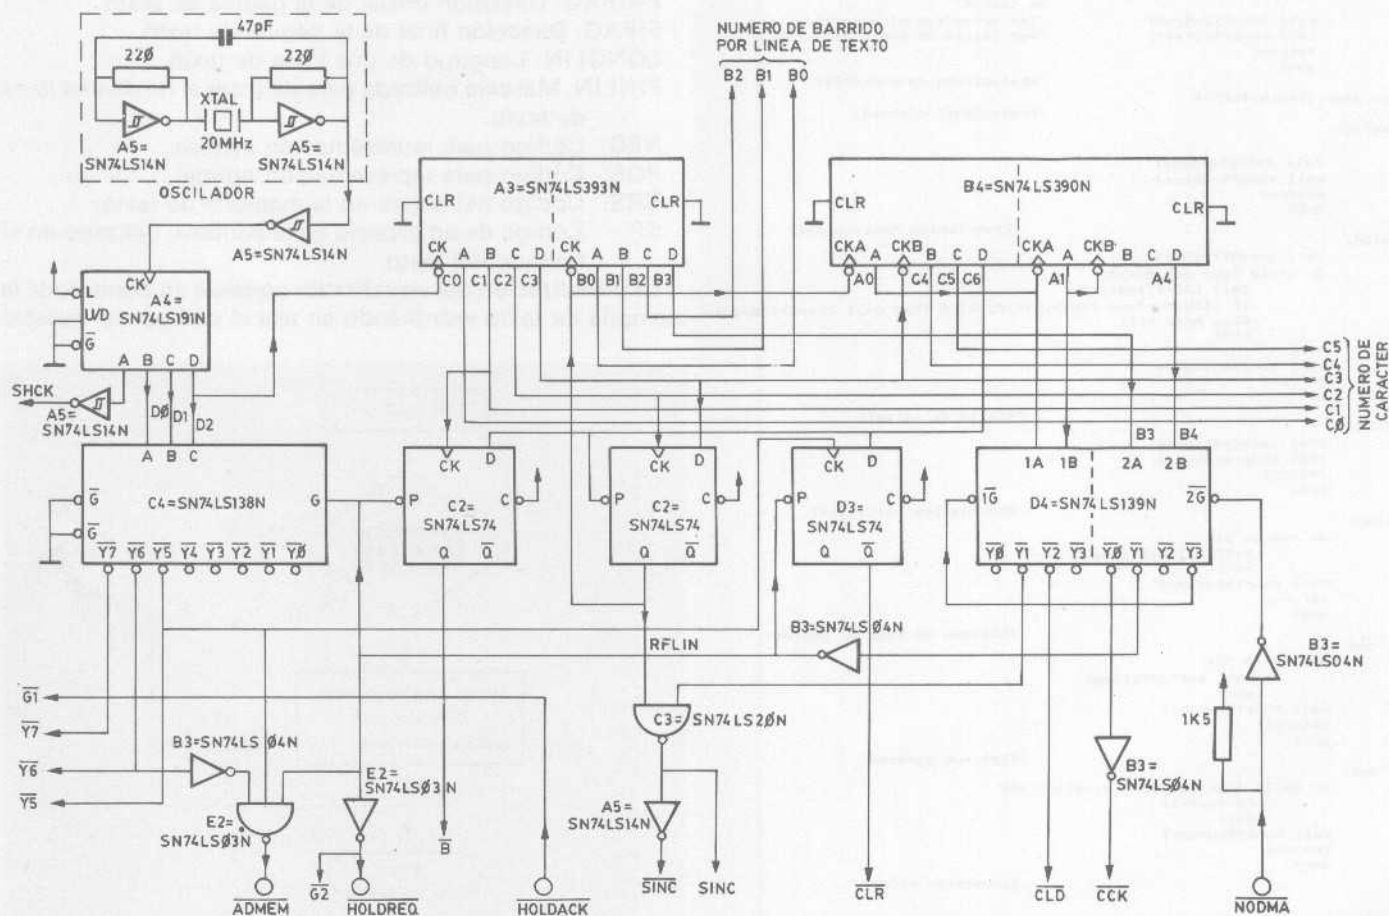 47pF
22Ø
22Ø
XTAL
20MHz
A5=
SN74LS14N
A5=
SN74LS14N
OSCILADOR
A5=SN74LS14N
NUMERO DE BARRIDO
POR LINEA DE TEXTO
B2 B1 B0
A3=SN74LS393N
CLR
CLR
CK A B C D CK A B C D
C0 C1 C2 C3 B0 B1 B2 B3
B4=SN74LS390N
CLR
CLR
CKA A CKB B C D CKA A CKB B C D
A0 C4 C5 C6 A1 A4
CK
L
U/D
G
A4=
SN74LS191N
A B C D
SHCK
A5=
SN74LS14N
DØ
D1
D2
C5
C4
C3
C2
C1
CØ
NUMERO DE
CARACTER
A B C
G
G
G
C4=SN74LS138N
Y7 Y6 Y5 Y4 Y3 Y2 Y1 YØ
CK D
P
C
C2=
SN74LS74
Q Q
CK D
P
C
C2=
SN74LS74
Q Q
CK D
P
C
D3=
SN74LS74
Q Q
B3 B4
1A 1B 2A 2B
1G
2G
D4=SN74LS139N
YØ Y1 Y2 Y3 YØ Y1 Y2 Y3
RFLIN
B3=SN74LSØ4N
B3=
SN74LS04N
1K5
G1
Y7
Y6
Y5
B3=SN74LSØ4N
E2=
SN74LSØ3N
E2=
SN74LSØ3N
C3= SN74LS2ØN
A5=
SN74LS14N
B3=
SN74LSØ4N
ADMEM
G2
HOLDREQ
B
HOLDACK
SINC
SINC
CLR
CLD
CCK
NODMA